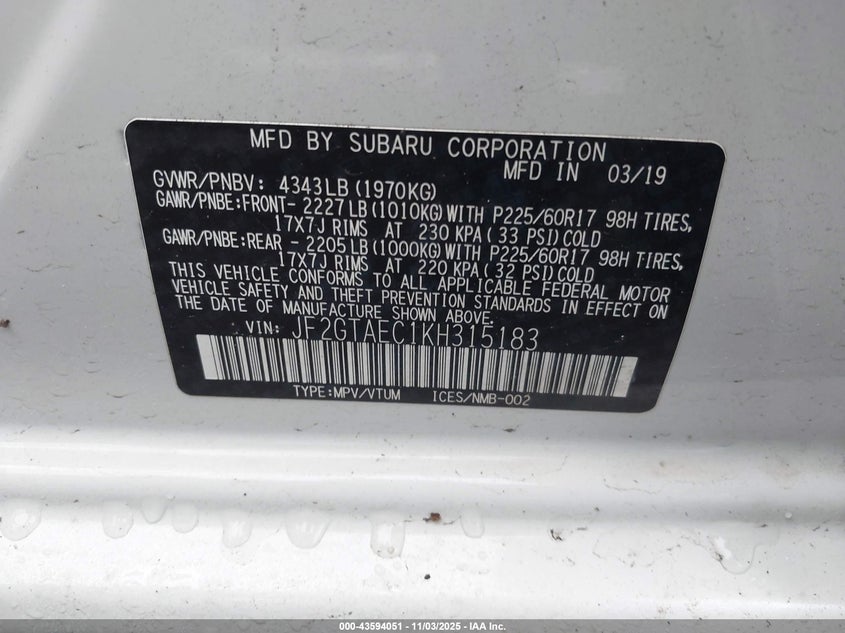 MFD BY SUBARU CORPORATION
MFD IN 03/19
GVWR/PNBV: 4343LB(1970KG)
GAWR/PNBE:FRONT- 2227LB(1010KG)WITH P225/60R17 98H TIRES,
17X7J RIMS AT 230 KPA(33 PSI)COLD
GAWR/PNBE:REAR - 2205LB(1000KG)WITH P225/60R17 98H TIRES,
17X7J RIMS AT 220 KPA(32 PSI)COLD
THIS VEHICLE CONFORMS TO ALL APPLICABLE FEDERAL MOTOR
VEHICLE SAFETY AND THEFT PREVENTION STANDARDS IN EFFECT ON
THE DATE OF MANUFACTURE SHOWN ABOVE.
VIN: JF2GTAEC1KH315183
TYPE:MPV/VTUM ICES/NMB-002
000-43594051 - 11/03/2025 - IAA Inc.